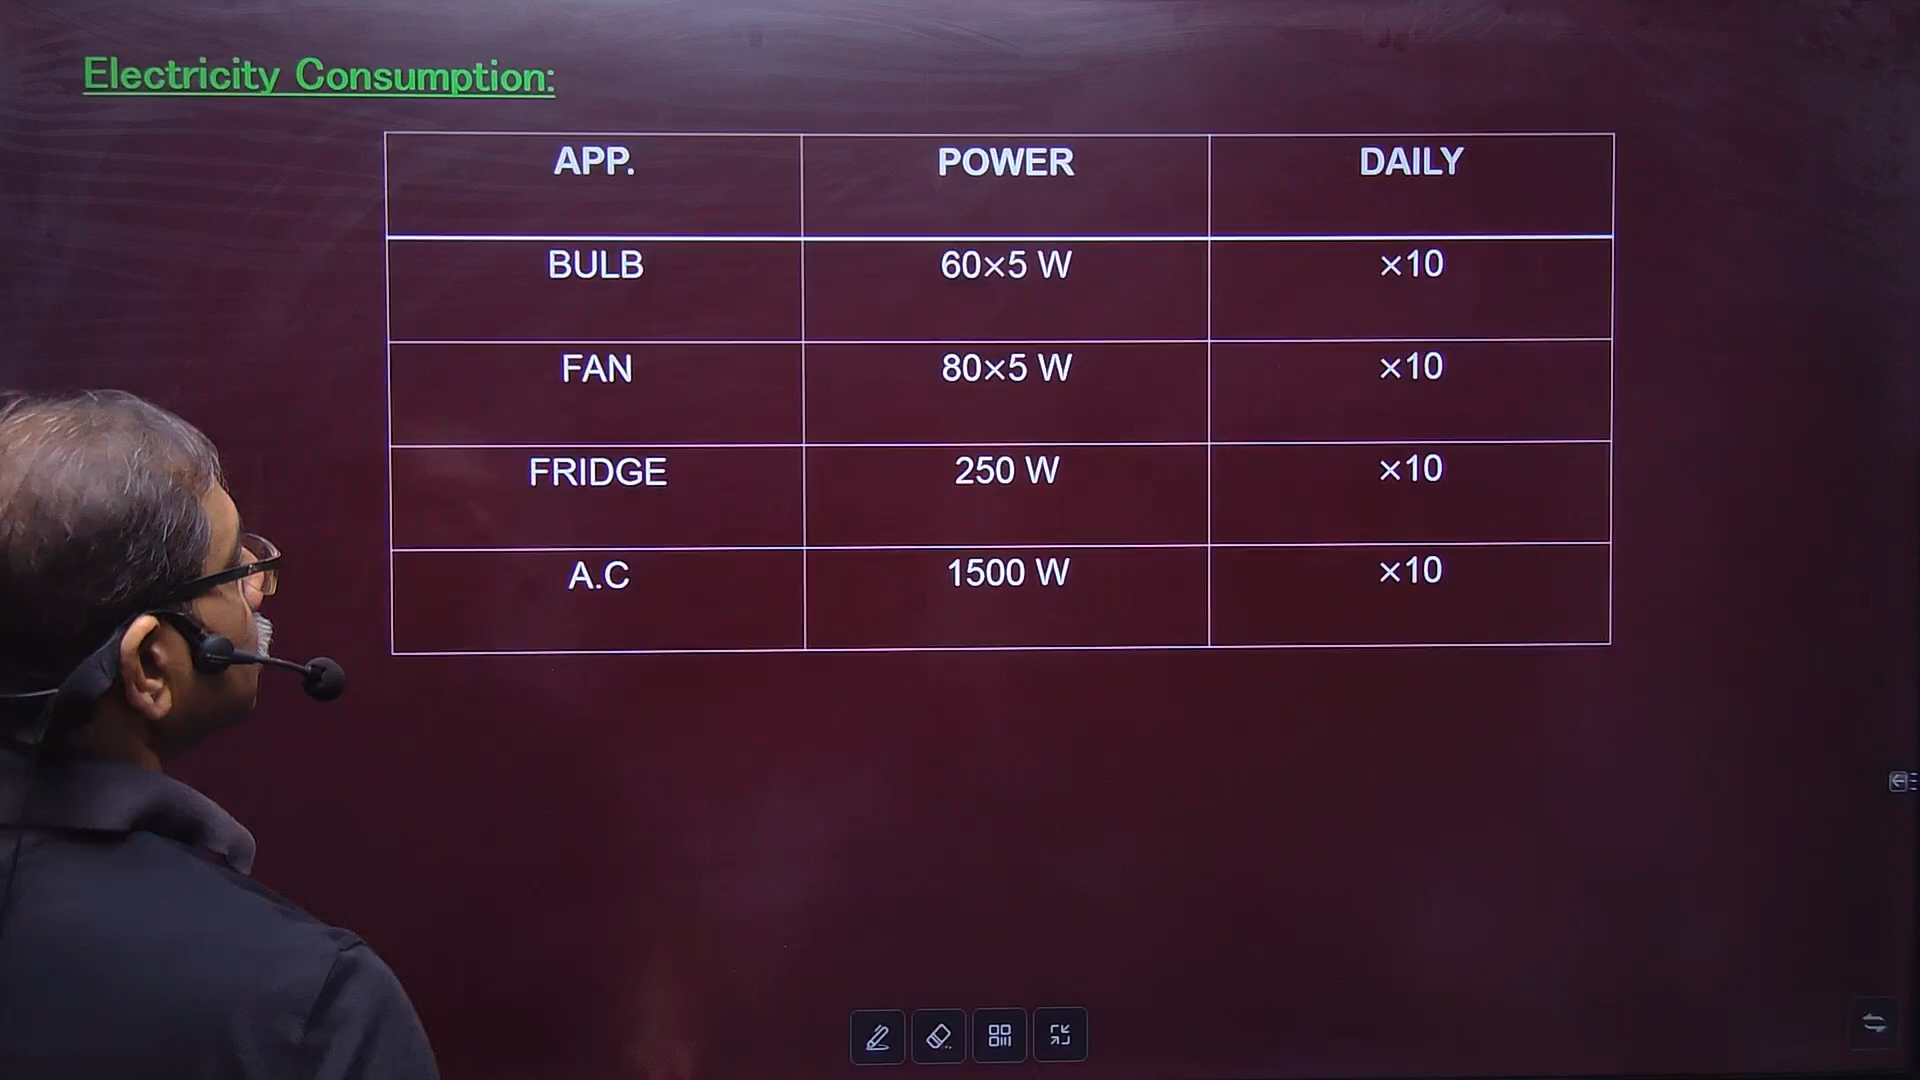 Electricity Consumption:
APP. POWER DAILY
BULB 60×5 W ×10
FAN 80×5 W ×10
FRIDGE 250 W ×10
A.C 1500 W ×10